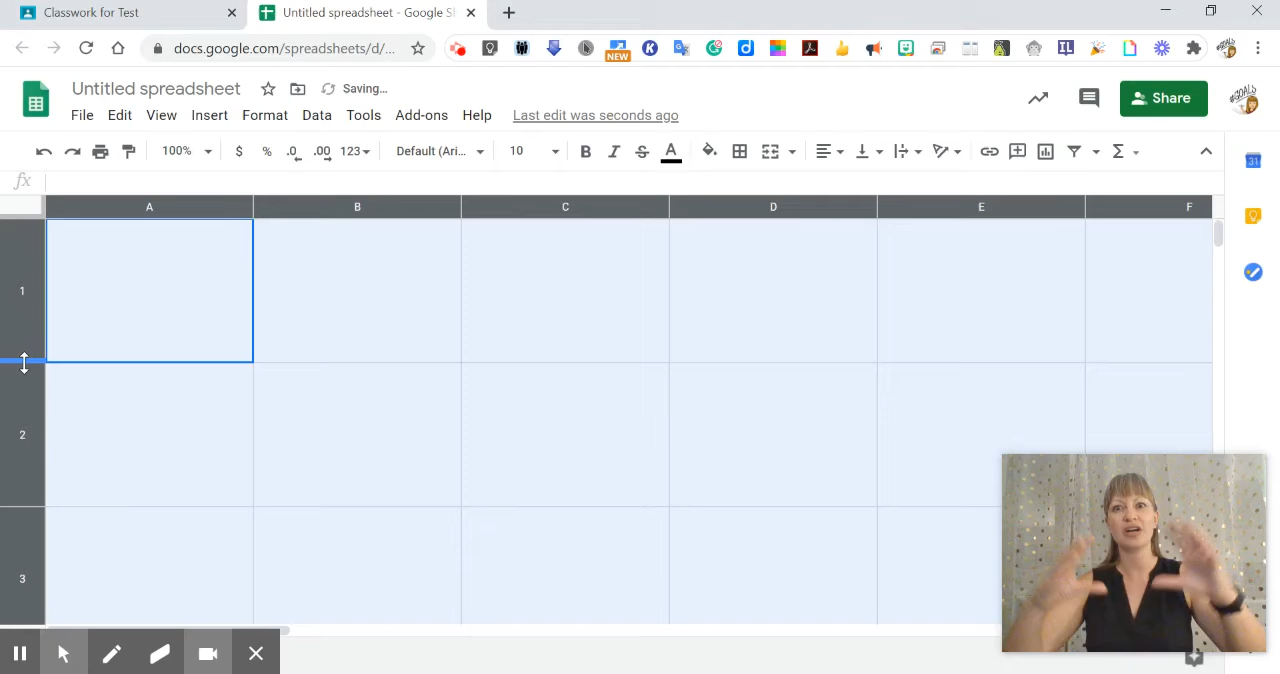 Classwork for Test
Untitled spreadsheet - Google Sh
docs.google.com/spreadsheets/d/...
NEW
Untitled spreadsheet
Saving...
File Edit View Insert Format Data Tools Add-ons Help Last edit was seconds ago
Share
100% $ % .0 .00 123 Default (Ari... 10 B I S A
fx
A B C D E F
1
2
3
31